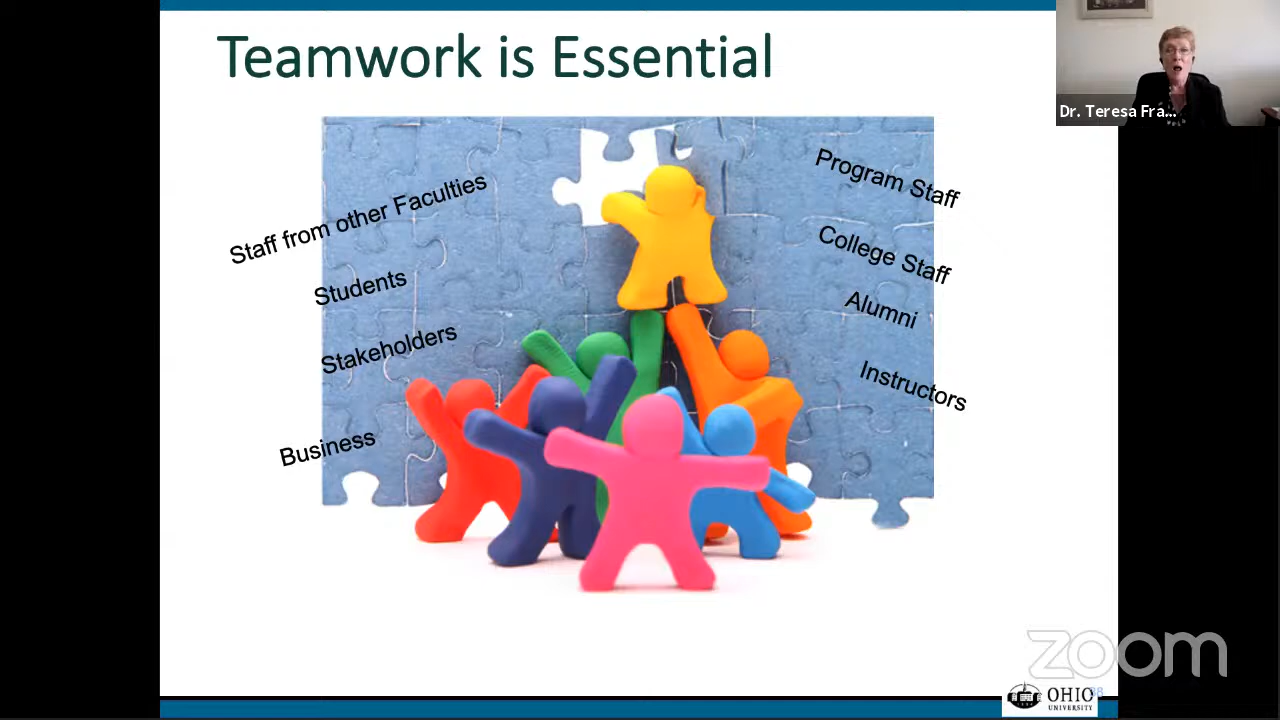 Teamwork is Essential
Dr. Teresa Fra...
Staff from other Faculties
Students
Stakeholders
Business
Program Staff
College Staff
Alumni
Instructors
zoom
OHIO
UNIVERSITY
38